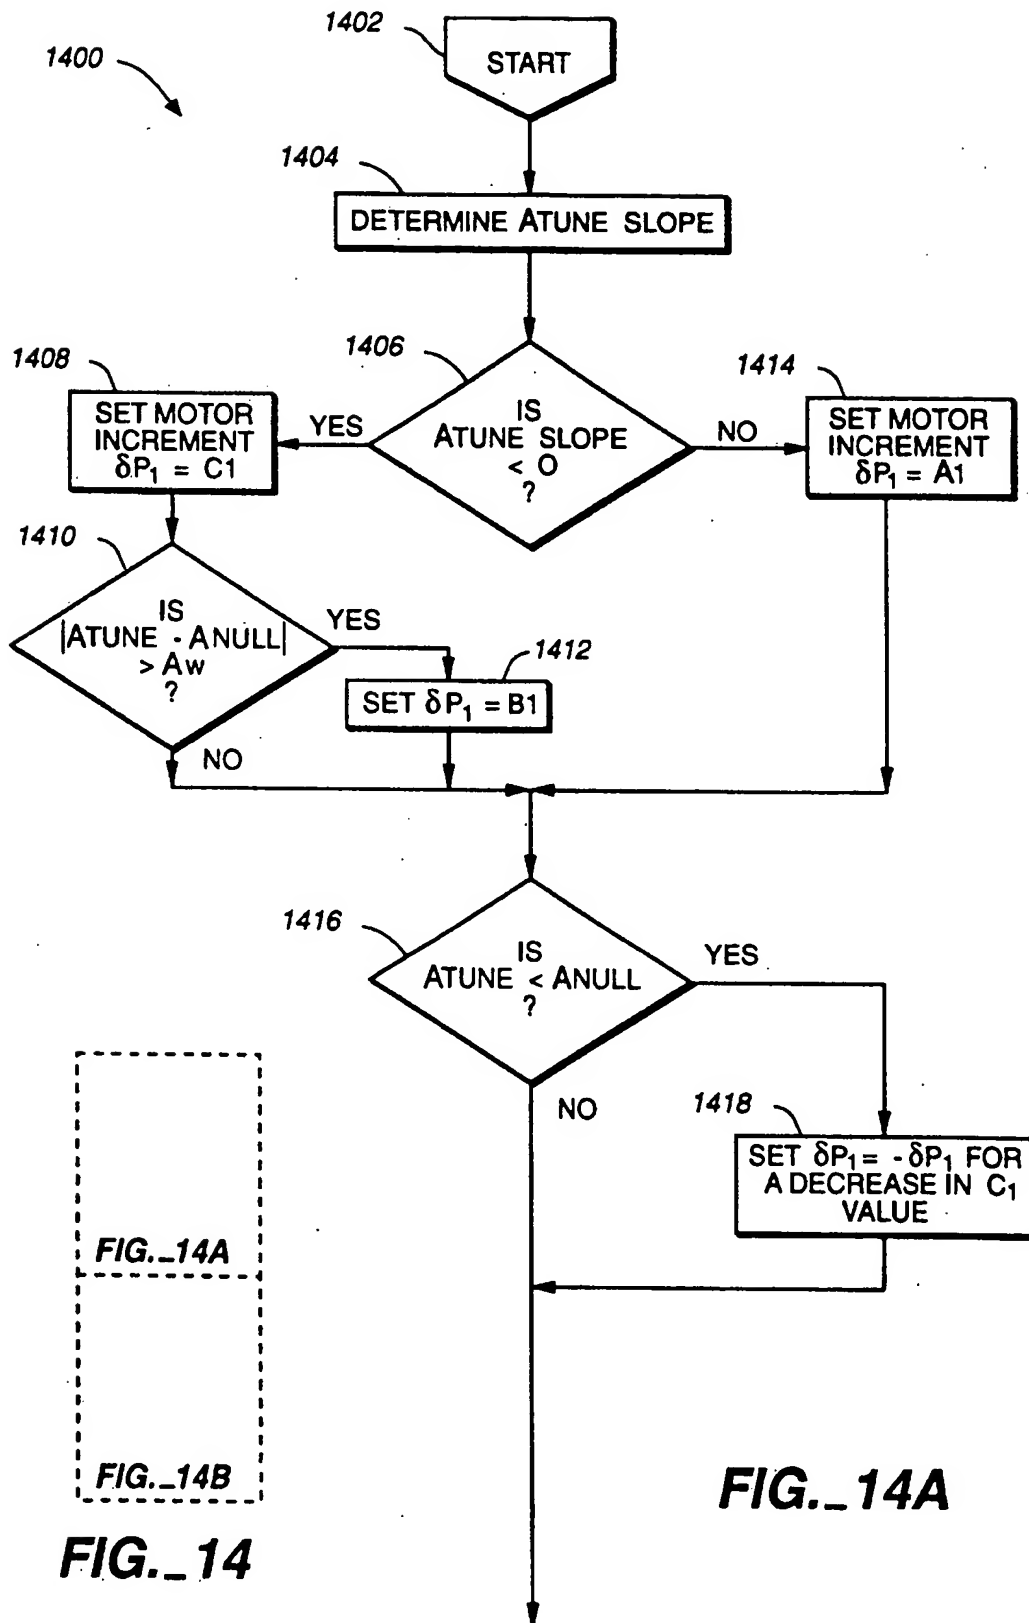 1402
START
1400
1404
DETERMINE ATUNE SLOPE
1406
IS
ATUNE SLOPE
< O
?
YES
NO
1408
SET MOTOR
INCREMENT
δP₁ = C1
1414
SET MOTOR
INCREMENT
δP₁ = A1
1410
IS
|ATUNE - ANULL|
> AW
?
YES
NO
1412
SET δP₁ = B1
1416
IS
ATUNE < ANULL
?
YES
NO
1418
SET δP₁ = - δP₁ FOR
A DECREASE IN C₁
VALUE
FIG._14A
FIG._14B
FIG._14
FIG._14A